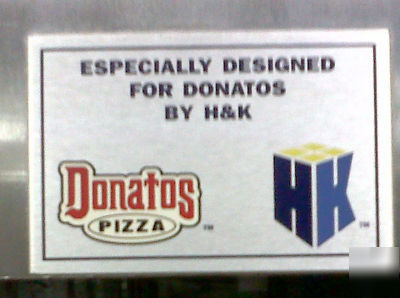 ESPECIALLY DESIGNED
FOR DONATOS
BY H&K
Donatos
PIZZA
™
HK
™